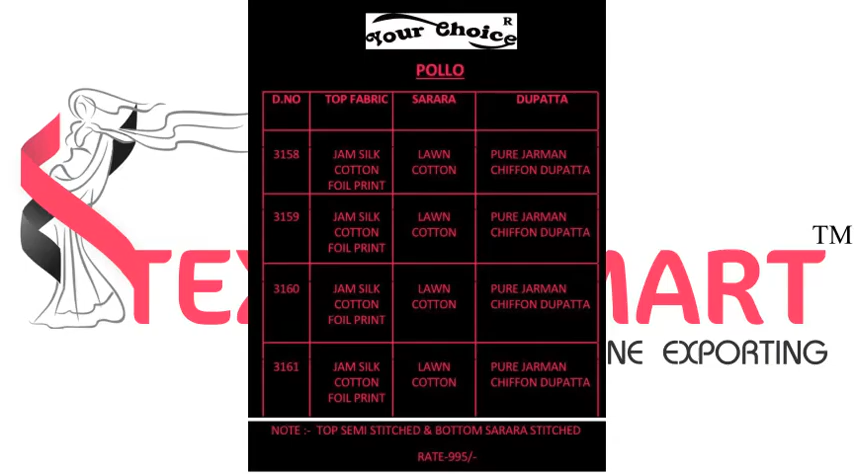 Your Choice R
POLLO
D.NO TOP FABRIC SARARA DUPATTA
3158 JAM SILK LAWN PURE JARMAN
COTTON COTTON CHIFFON DUPATTA
FOIL PRINT
3159 JAM SILK LAWN PURE JARMAN
COTTON COTTON CHIFFON DUPATTA
FOIL PRINT
3160 JAM SILK LAWN PURE JARMAN
COTTON COTTON CHIFFON DUPATTA
FOIL PRINT
3161 JAM SILK LAWN PURE JARMAN
COTTON COTTON CHIFFON DUPATTA
FOIL PRINT
NOTE :- TOP SEMI STITCHED & BOTTOM SARARA STITCHED
RATE-995/-
TM
MART
EXPORTING